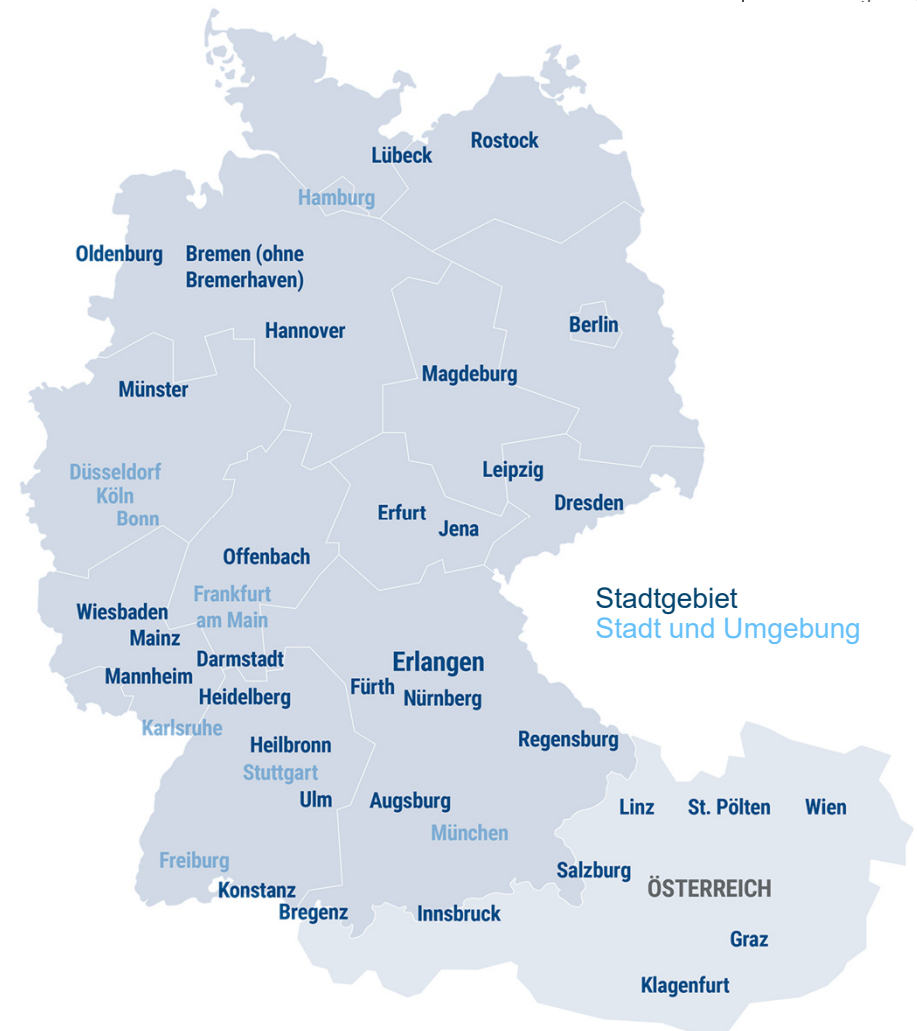 Rostock
Lübeck
Hamburg
Oldenburg
Bremen (ohne
Bremerhaven)
Hannover
Berlin
Magdeburg
Münster
Düsseldorf
Köln
Bonn
Leipzig
Dresden
Erfurt
Jena
Offenbach
Frankfurt
am Main
Wiesbaden
Mainz
Darmstadt
Mannheim
Heidelberg
Stadtgebiet
Stadt und Umgebung
Erlangen
Fürth
Nürnberg
Karlsruhe
Heilbronn
Stuttgart
Regensburg
Ulm
Augsburg
München
Linz
St. Pölten
Wien
Freiburg
Konstanz
Bregenz
Innsbruck
Salzburg
ÖSTERREICH
Graz
Klagenfurt